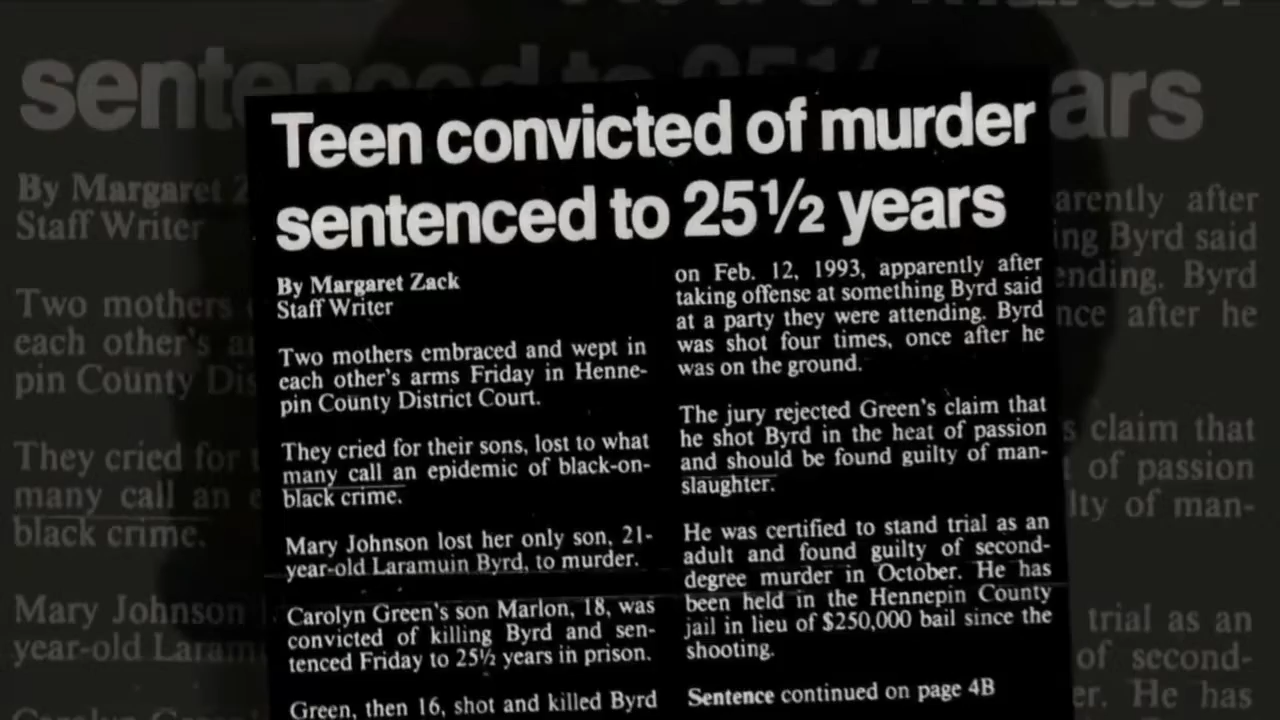 Teen convicted of murder
sentenced to 25½ years
By Margaret Zack
Staff Writer
Two mothers embraced and wept in
each other's arms Friday in Henne-
pin County District Court.
They cried for their sons, lost to what
many call an epidemic of black-on-
black crime.
Mary Johnson lost her only son, 21-
year-old Laramuin Byrd, to murder.
Carolyn Green's son Marlon, 18, was
convicted of killing Byrd and sen-
tenced Friday to 25½ years in prison.
Green, then 16, shot and killed Byrd
on Feb. 12, 1993, apparently after
taking offense at something Byrd said
at a party they were attending. Byrd
was shot four times, once after he
was on the ground.
The jury rejected Green's claim that
he shot Byrd in the heat of passion
and should be found guilty of man-
slaughter.
He was certified to stand trial as an
adult and found guilty of second-
degree murder in October. He has
been held in the Hennepin County
jail in lieu of $250,000 bail since the
shooting.
Sentence continued on page 4B